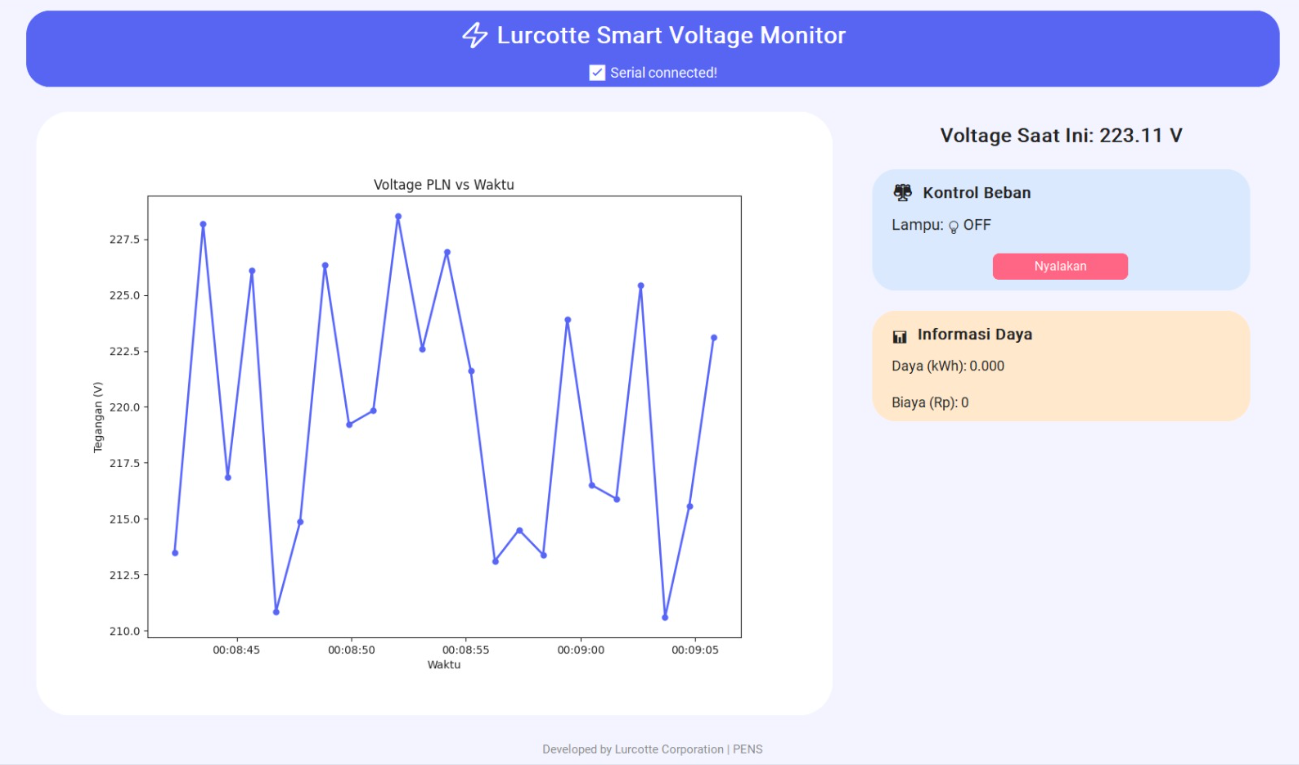 Lurcotte Smart Voltage Monitor
Serial connected!
Voltage PLN vs Waktu
227.5
225.0
222.5
220.0
217.5
215.0
212.5
210.0
Tegangan (V)
00:08:45 00:08:50 00:08:55 00:09:00 00:09:05
Waktu
Voltage Saat Ini: 223.11 V
Kontrol Beban
Lampu: OFF
Nyalakan
Informasi Daya
Daya (kWh): 0.000
Biaya (Rp): 0
Developed by Lurcotte Corporation | PENS